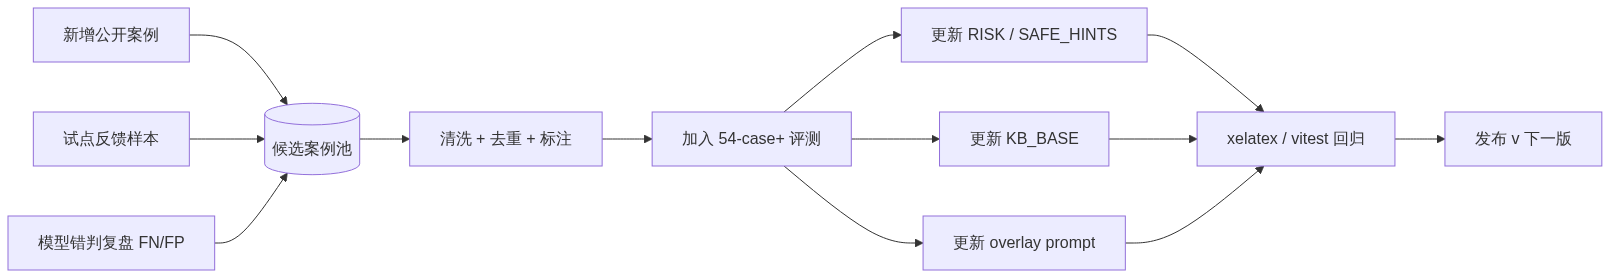 新增公开案例
试点反馈样本
模型错判复盘 FN/FP
候选案例池
清洗 + 去重 + 标注
加入 54-case+ 评测
更新 RISK / SAFE_HINTS
更新 KB_BASE
更新 overlay prompt
xelatex / vitest 回归
发布 v 下一版